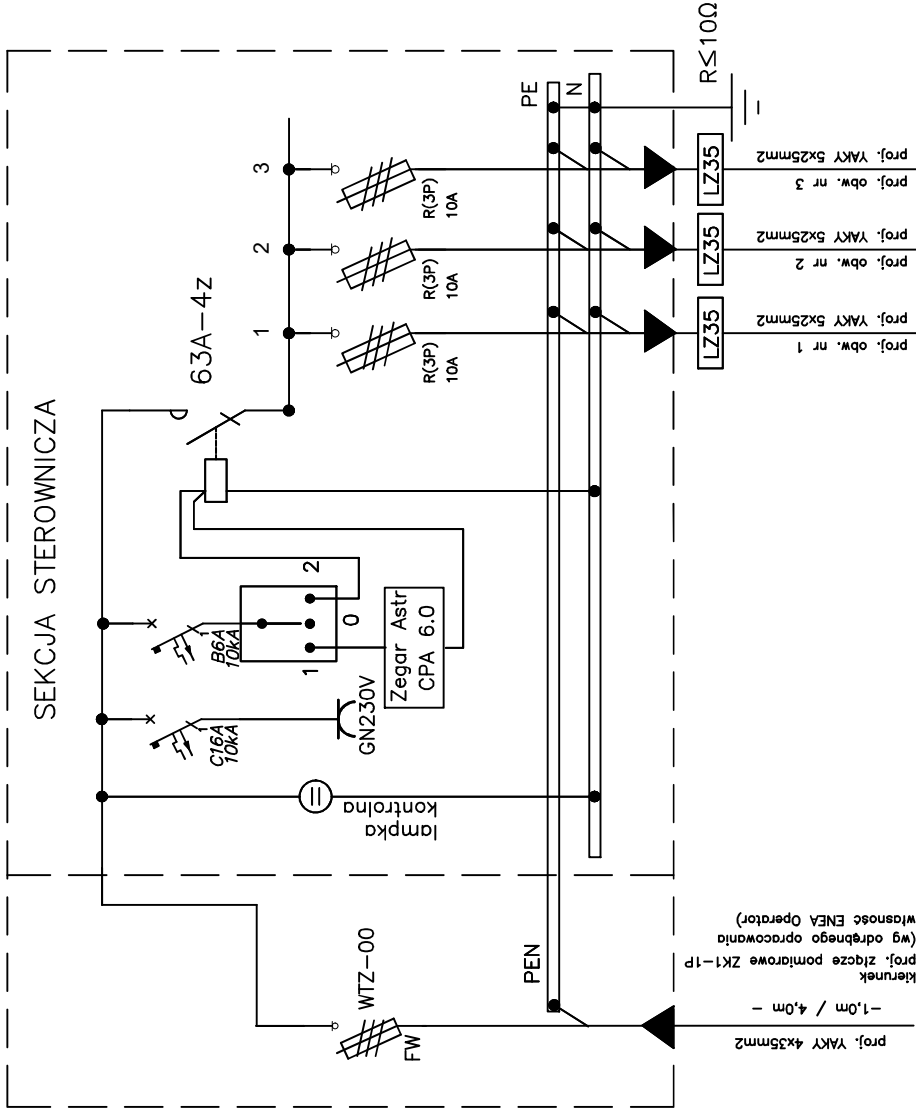 SEKCJA STEROWNICZA
63A-4z
1
2
3
R(3P)
10A
R(3P)
10A
R(3P)
10A
PE
N
R≤10Ω
LZ35
LZ35
LZ35
proj. obw. nr 1
proj. YAKY 5x25mm2
proj. obw. nr 2
proj. YAKY 5x25mm2
proj. obw. nr 3
proj. YAKY 5x25mm2
B6A
10kA
1
0
2
Zegar Astr
CPA 6.0
C16A
10kA
GN230V
lampka
kontrolna
WTZ-00
FW
PEN
proj. YAKY 4x35mm2
-1,0m / 4,0m -
kierunek
proj. złącze pomiarowe ZK1-1P
(wg odrębnego opracowania
własność ENEA Operator)